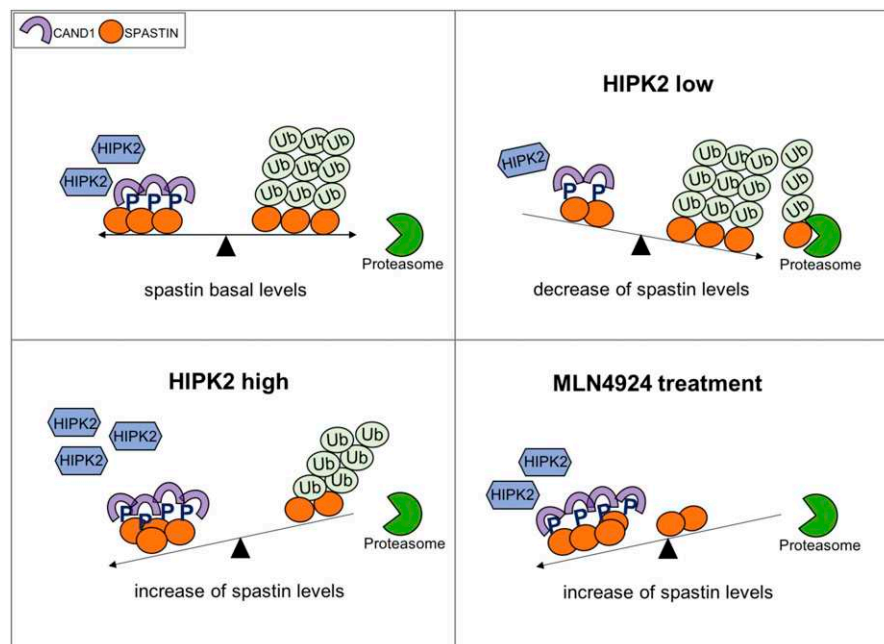 CAND1 SPASTIN
HIPK2
HIPK2
P P P
Ub Ub Ub
Ub Ub Ub
Ub Ub Ub
Proteasome
spastin basal levels
HIPK2 low
HIPK2
P P
Ub Ub Ub Ub
Ub Ub Ub Ub
Ub Ub Ub Ub
Proteasome
decrease of spastin levels
HIPK2 high
HIPK2
HIPK2
HIPK2
P P P P
Ub Ub
Ub Ub
Ub Ub
Proteasome
increase of spastin levels
MLN4924 treatment
HIPK2
HIPK2
P P P P
Proteasome
increase of spastin levels